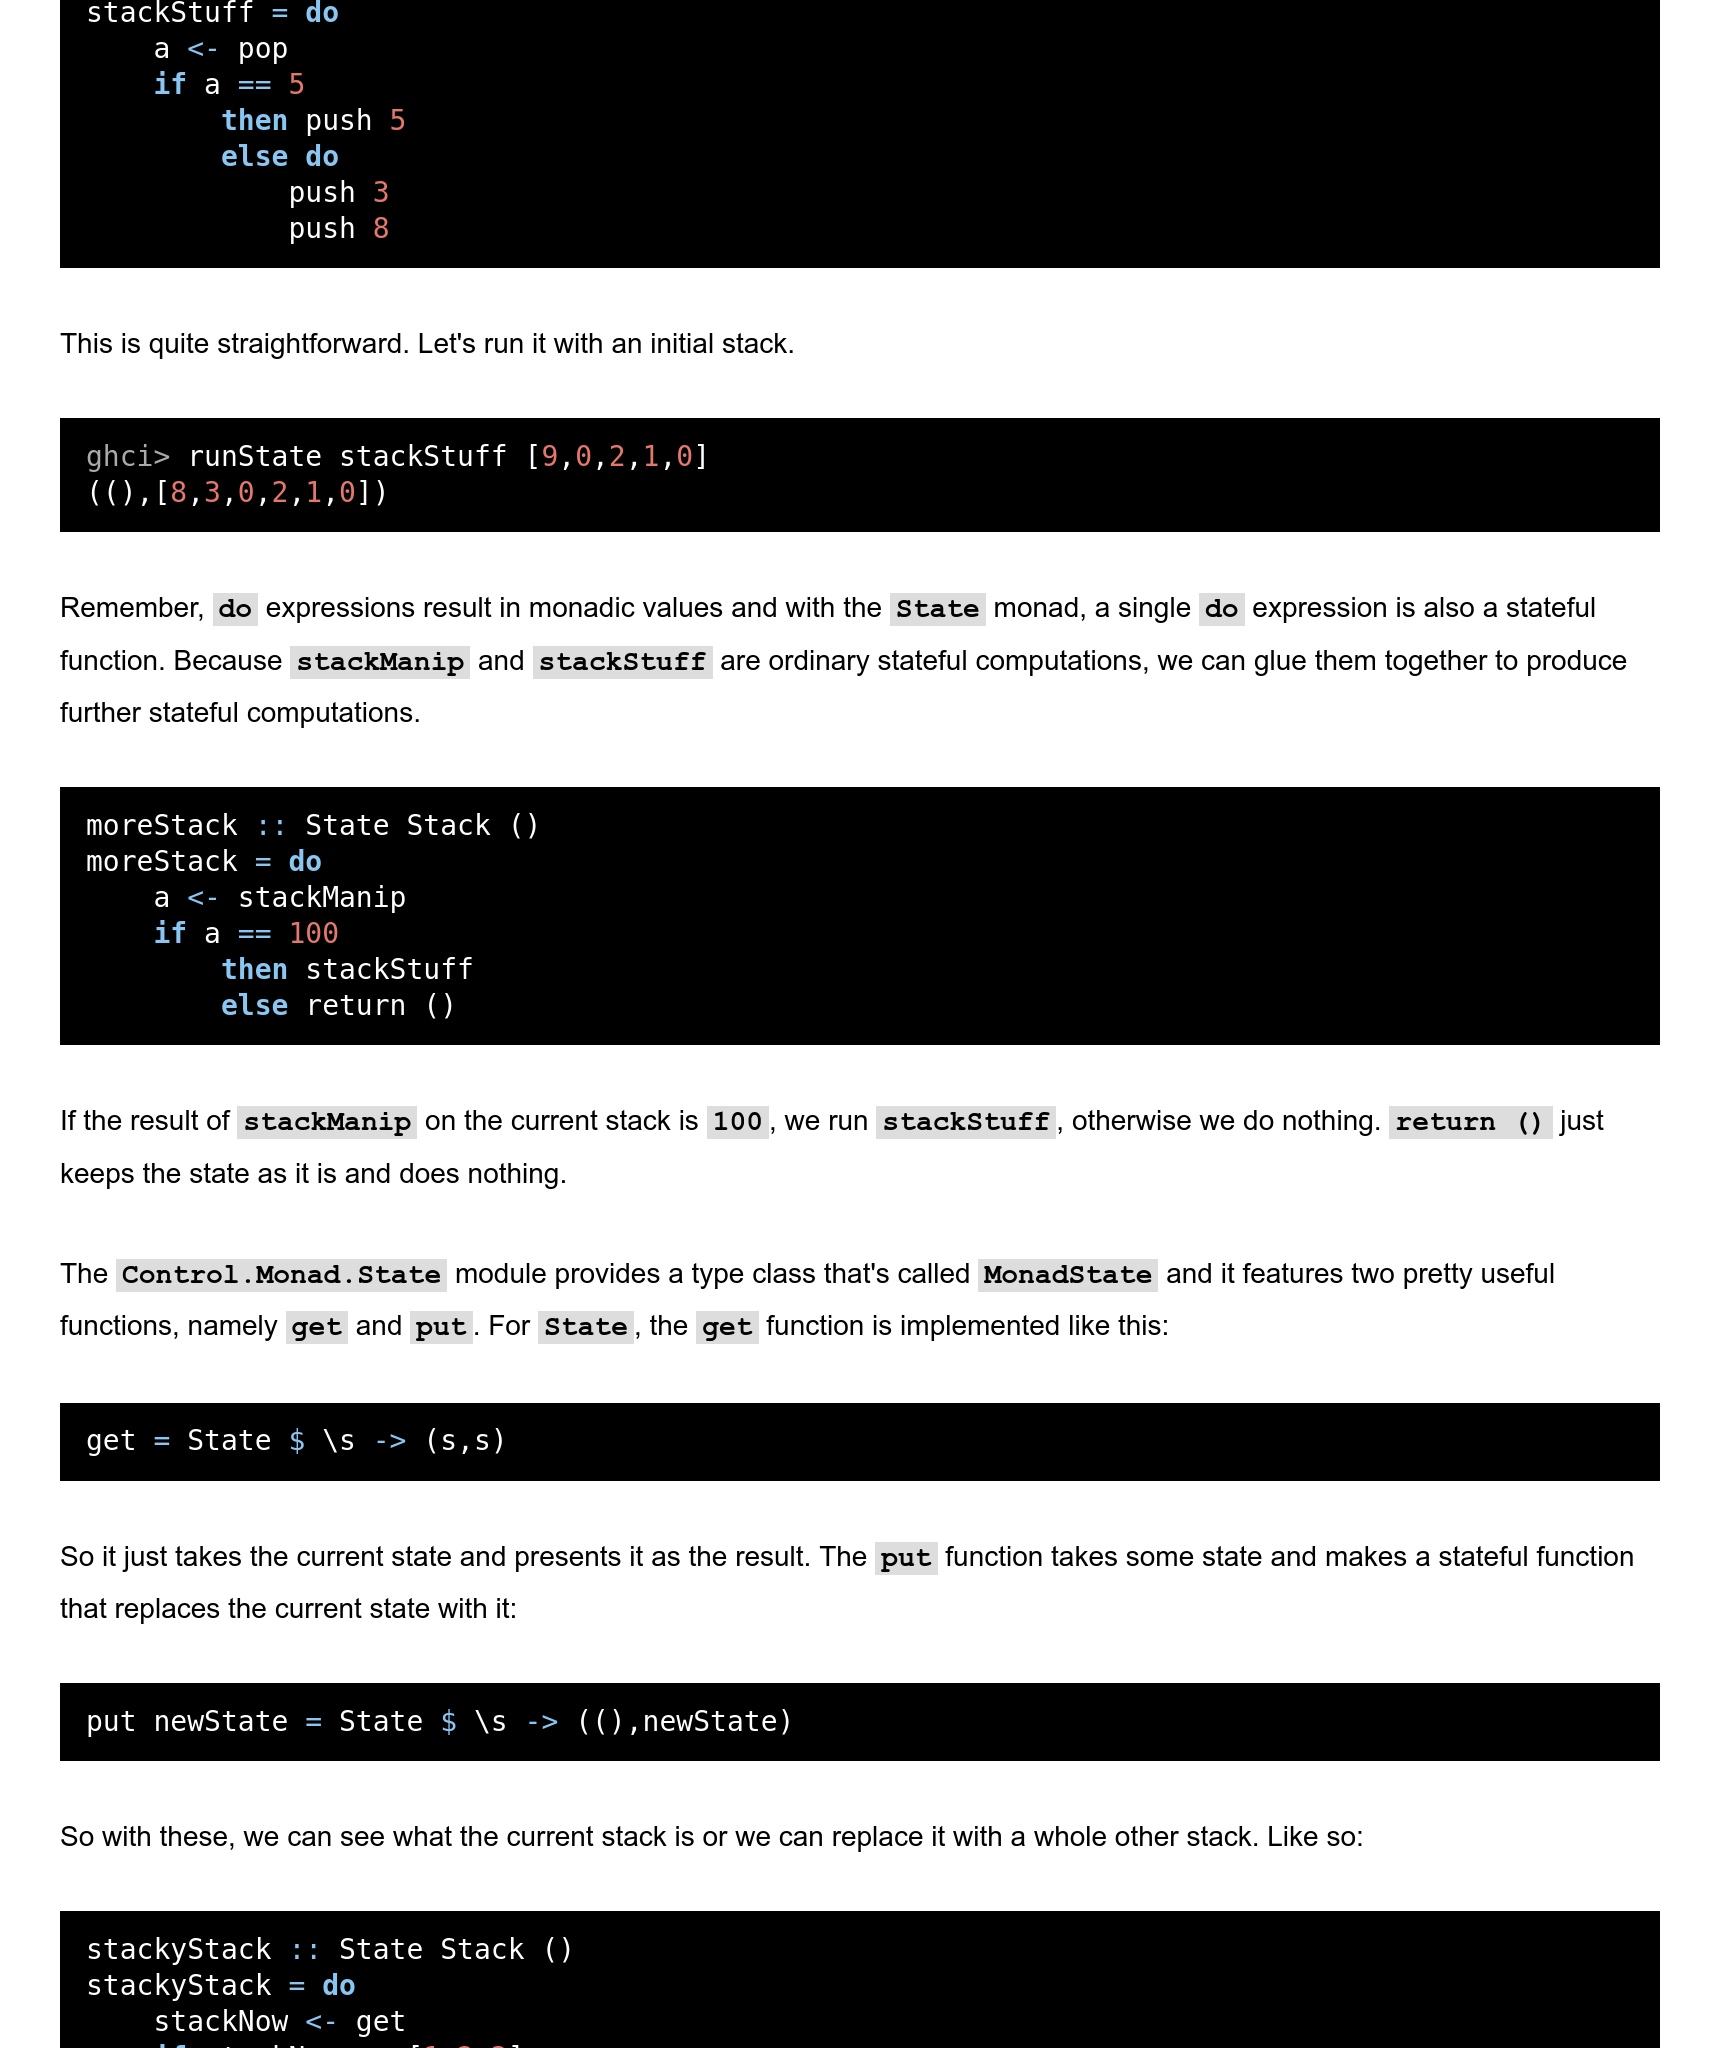 stackStuff = do
    a <- pop
    if a == 5
        then push 5
        else do
            push 3
            push 8
This is quite straightforward. Let's run it with an initial stack.
ghci> runState stackStuff [9,0,2,1,0]
((),[8,3,0,2,1,0])
Remember, do expressions result in monadic values and with the State monad, a single do expression is also a stateful
function. Because stackManip and stackStuff are ordinary stateful computations, we can glue them together to produce
further stateful computations.
moreStack :: State Stack ()
moreStack = do
    a <- stackManip
    if a == 100
        then stackStuff
        else return ()
If the result of stackManip on the current stack is 100, we run stackStuff, otherwise we do nothing. return () just
keeps the state as it is and does nothing.
The Control.Monad.State module provides a type class that's called MonadState and it features two pretty useful
functions, namely get and put. For State, the get function is implemented like this:
get = State $ \s -> (s,s)
So it just takes the current state and presents it as the result. The put function takes some state and makes a stateful function
that replaces the current state with it:
put newState = State $ \s -> ((),newState)
So with these, we can see what the current stack is or we can replace it with a whole other stack. Like so:
stackyStack :: State Stack ()
stackyStack = do
    stackNow <- get